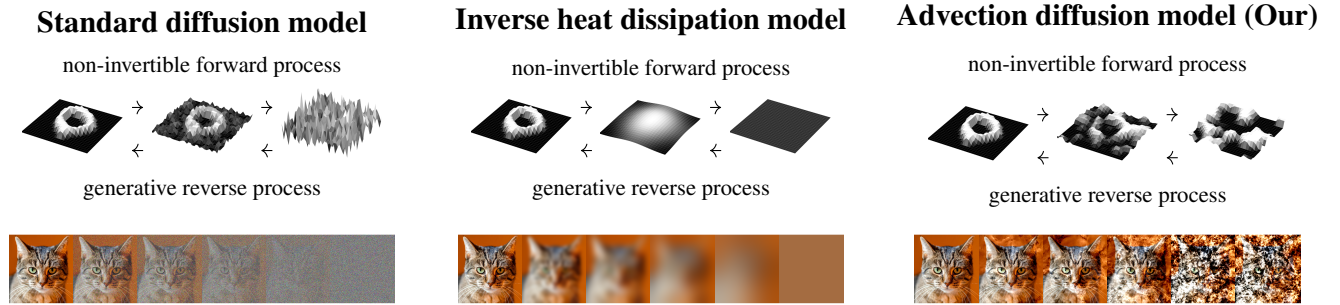 Standard diffusion model
non-invertible forward process
generative reverse process
Inverse heat dissipation model
non-invertible forward process
generative reverse process
Advection diffusion model (Our)
non-invertible forward process
generative reverse process